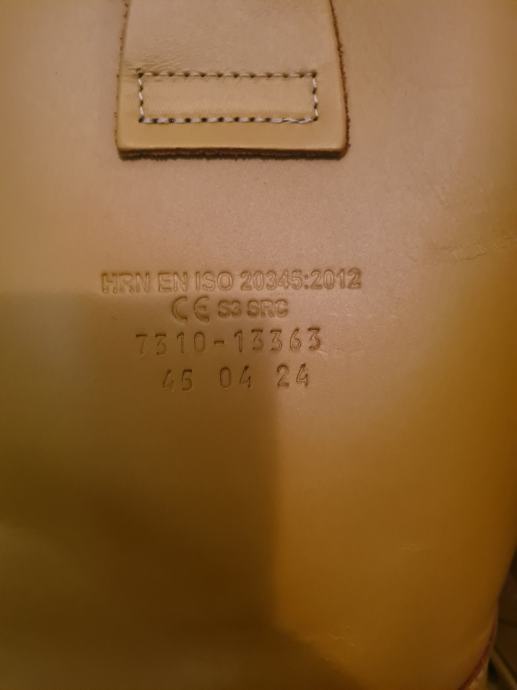 HRN EN ISO 20345:2012
CE S3 SRC
7310-13363
45 04 24